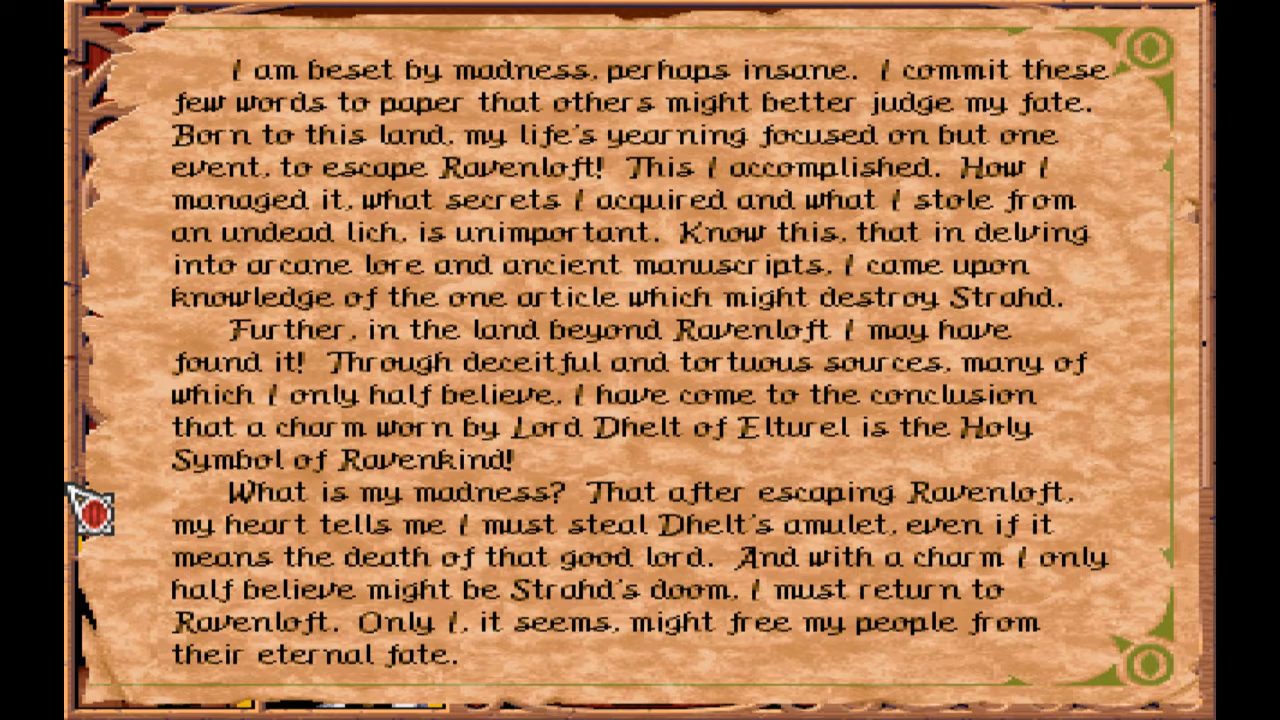 I am beset by madness, perhaps insane. I commit these
few words to paper that others might better judge my fate.
Born to this land, my life's yearning focused on but one
event, to escape Ravenloft! This I accomplished. How I
managed it, what secrets I acquired and what I stole from
an undead lich, is unimportant. Know this, that in delving
into arcane lore and ancient manuscripts, I came upon
knowledge of the one article which might destroy Strahd.
Further, in the land beyond Ravenloft I may have
found it! Through deceitful and tortuous sources, many of
which I only half believe, I have come to the conclusion
that a charm worn by Lord Dhelt of Elturel is the Holy
Symbol of Ravenkind!
What is my madness? That after escaping Ravenloft,
my heart tells me I must steal Dhelt's amulet, even if it
means the death of that good lord. And with a charm I only
half believe might be Strahd's doom, I must return to
Ravenloft. Only I, it seems, might free my people from
their eternal fate.